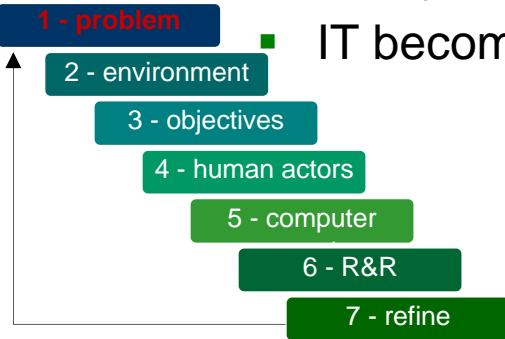 1 - problem
IT becom
2 - environment
3 - objectives
4 - human actors
5 - computer
6 - R&R
7 - refine